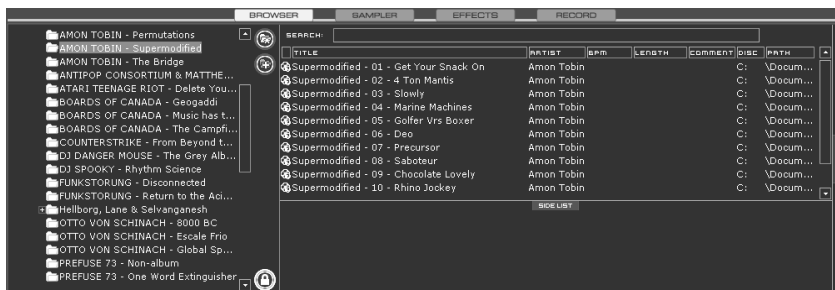 BROWSER SAMPLER EFFECTS RECORD
AMON TOBIN - Permutations
AMON TOBIN - Supermodified
AMON TOBIN - The Bridge
ANTIPOP CONSORTIUM & MATTHE...
ATARI TEENAGE RIOT - Delete You...
BOARDS OF CANADA - Geogaddi
BOARDS OF CANADA - Music has t...
BOARDS OF CANADA - The Campfi...
COUNTERSTRIKE - From Beyond t...
DJ DANGER MOUSE - The Grey Alb...
DJ SPOOKY - Rhythm Science
FUNKSTORUNG - Disconnected
FUNKSTORUNG - Return to the Aci...
Hellborg, Lane & Selvanganesh
OTTO VON SCHINACH - 8000 BC
OTTO VON SCHINACH - Escale Frio
OTTO VON SCHINACH - Global Sp...
PREFUSE 73 - Non-album
PREFUSE 73 - One Word Extinguisher
SEARCH:
TITLE ARTIST BPM LENGTH COMMENT DISC PATH
Supermodified - 01 - Get Your Snack On Amon Tobin C: \Docum...
Supermodified - 02 - 4 Ton Mantis Amon Tobin C: \Docum...
Supermodified - 03 - Slowly Amon Tobin C: \Docum...
Supermodified - 04 - Marine Machines Amon Tobin C: \Docum...
Supermodified - 05 - Golfer Vrs Boxer Amon Tobin C: \Docum...
Supermodified - 06 - Deo Amon Tobin C: \Docum...
Supermodified - 07 - Precursor Amon Tobin C: \Docum...
Supermodified - 08 - Saboteur Amon Tobin C: \Docum...
Supermodified - 09 - Chocolate Lovely Amon Tobin C: \Docum...
Supermodified - 10 - Rhino Jockey Amon Tobin C: \Docum...
SIDE LIST